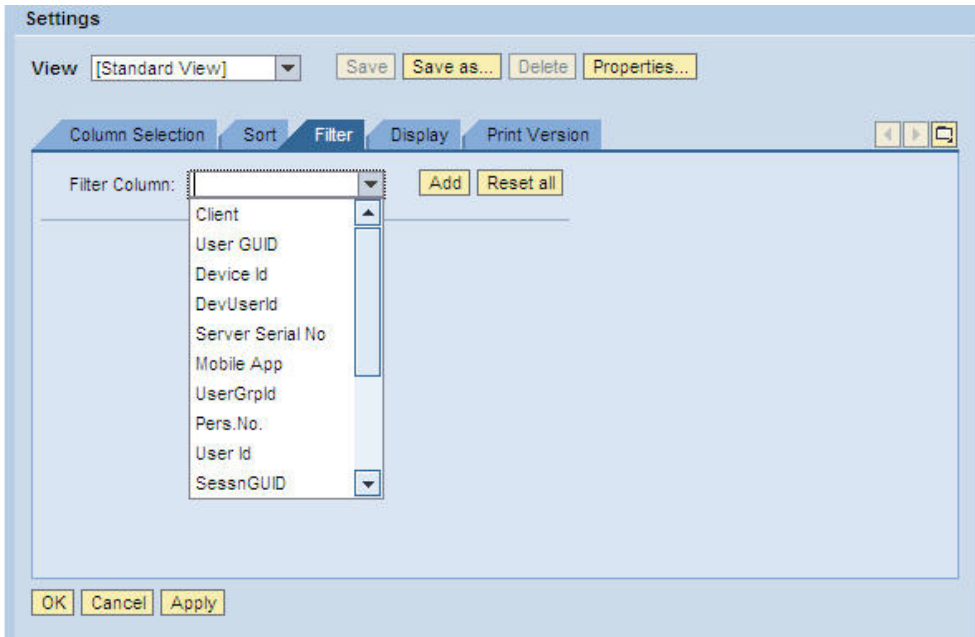 Settings
View [Standard View] Save Save as... Delete Properties...
Column Selection Sort Filter Display Print Version
Filter Column: Add Reset all
Client
User GUID
Device Id
DevUserId
Server Serial No
Mobile App
UserGrpId
Pers.No.
User Id
SessnGUID
OK Cancel Apply